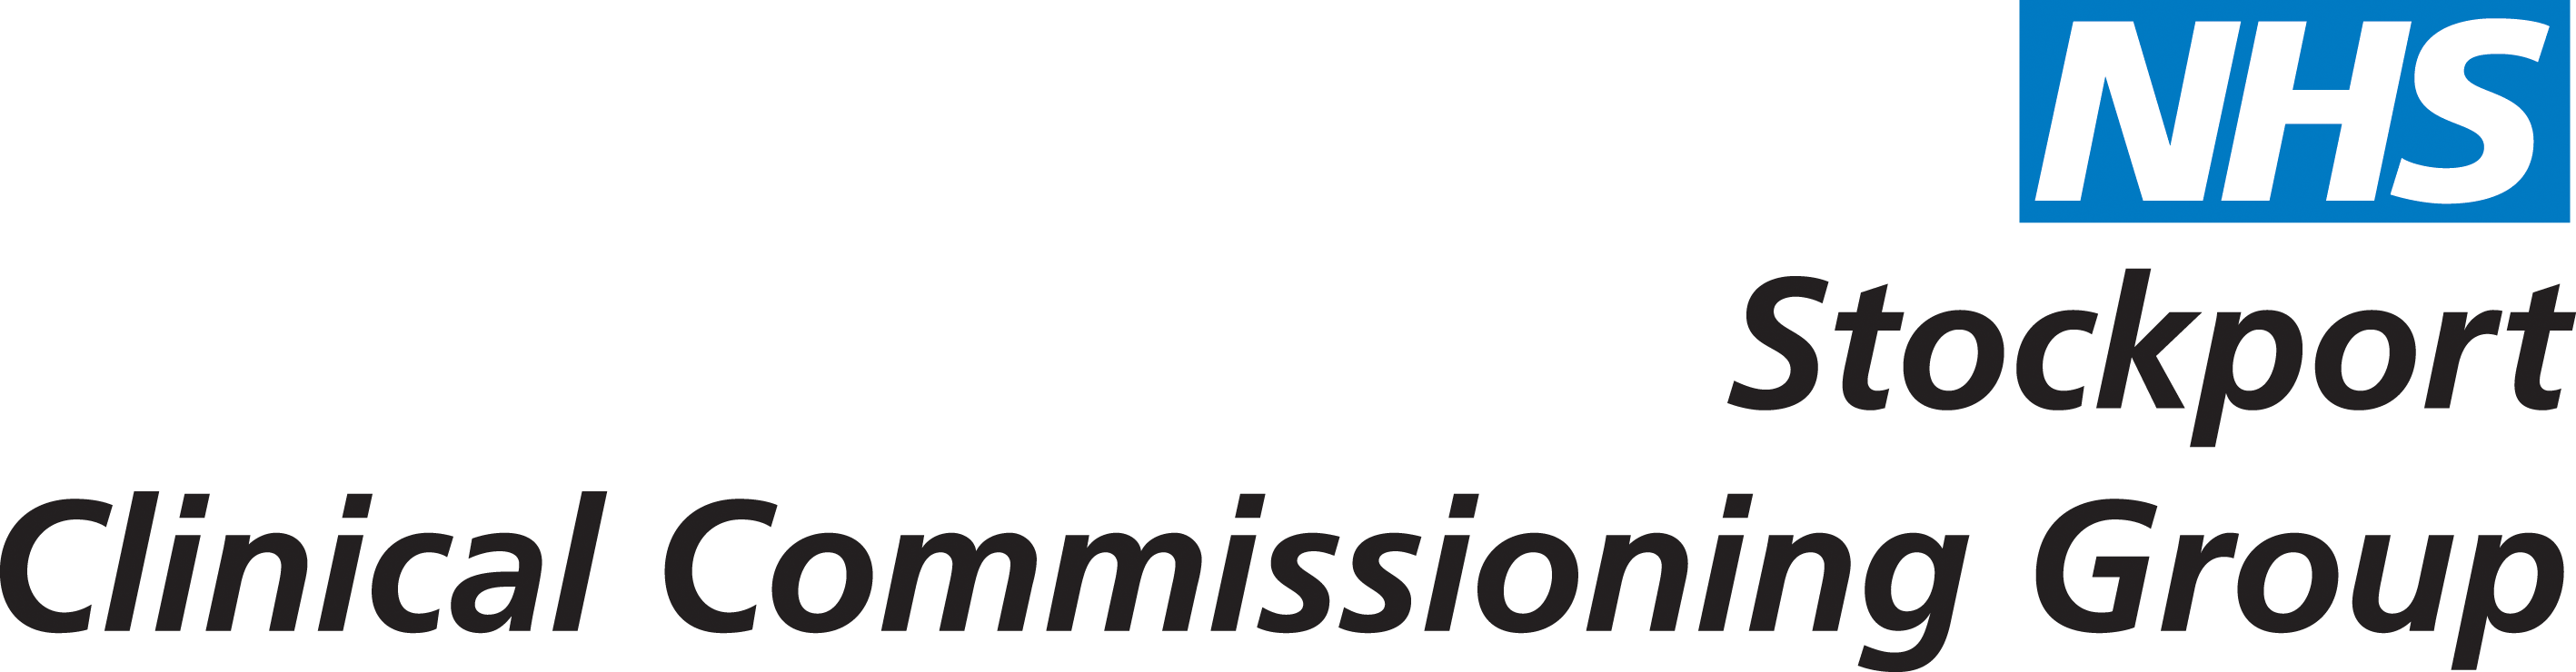 NHS
Stockport
Clinical Commissioning Group